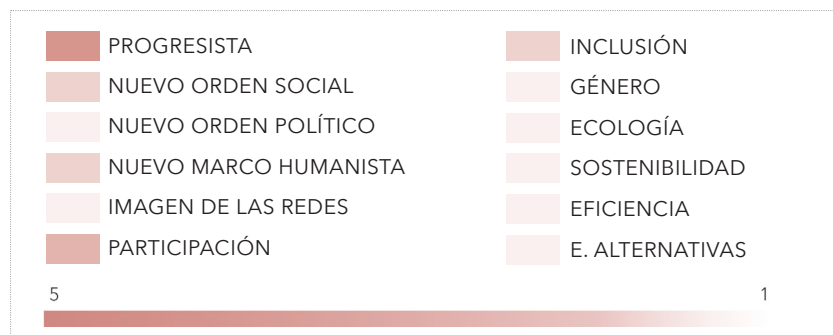 PROGRESISTA
NUEVO ORDEN SOCIAL
NUEVO ORDEN POLÍTICO
NUEVO MARCO HUMANISTA
IMAGEN DE LAS REDES
PARTICIPACIÓN
INCLUSIÓN
GÉNERO
ECOLOGÍA
SOSTENIBILIDAD
EFICIENCIA
E. ALTERNATIVAS
5 1